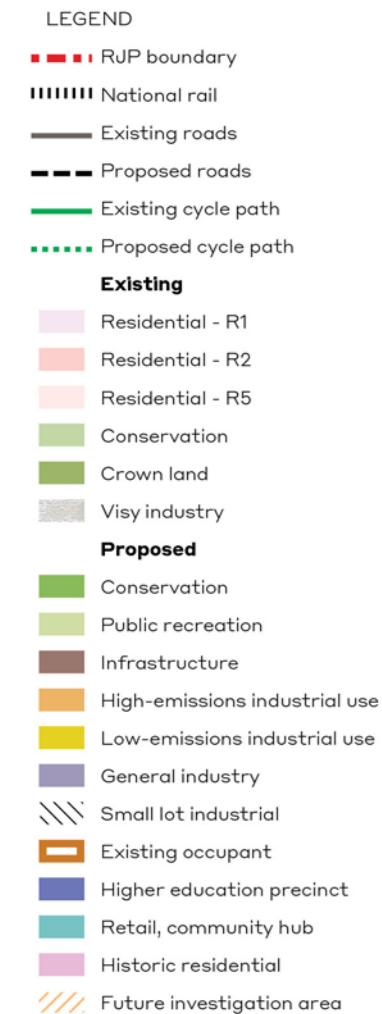 LEGEND
RJP boundary
National rail
Existing roads
Proposed roads
Existing cycle path
Proposed cycle path
Existing
Residential - R1
Residential - R2
Residential - R5
Conservation
Crown land
Visy industry
Proposed
Conservation
Public recreation
Infrastructure
High-emissions industrial use
Low-emissions industrial use
General industry
Small lot industrial
Existing occupant
Higher education precinct
Retail, community hub
Historic residential
Future investigation area